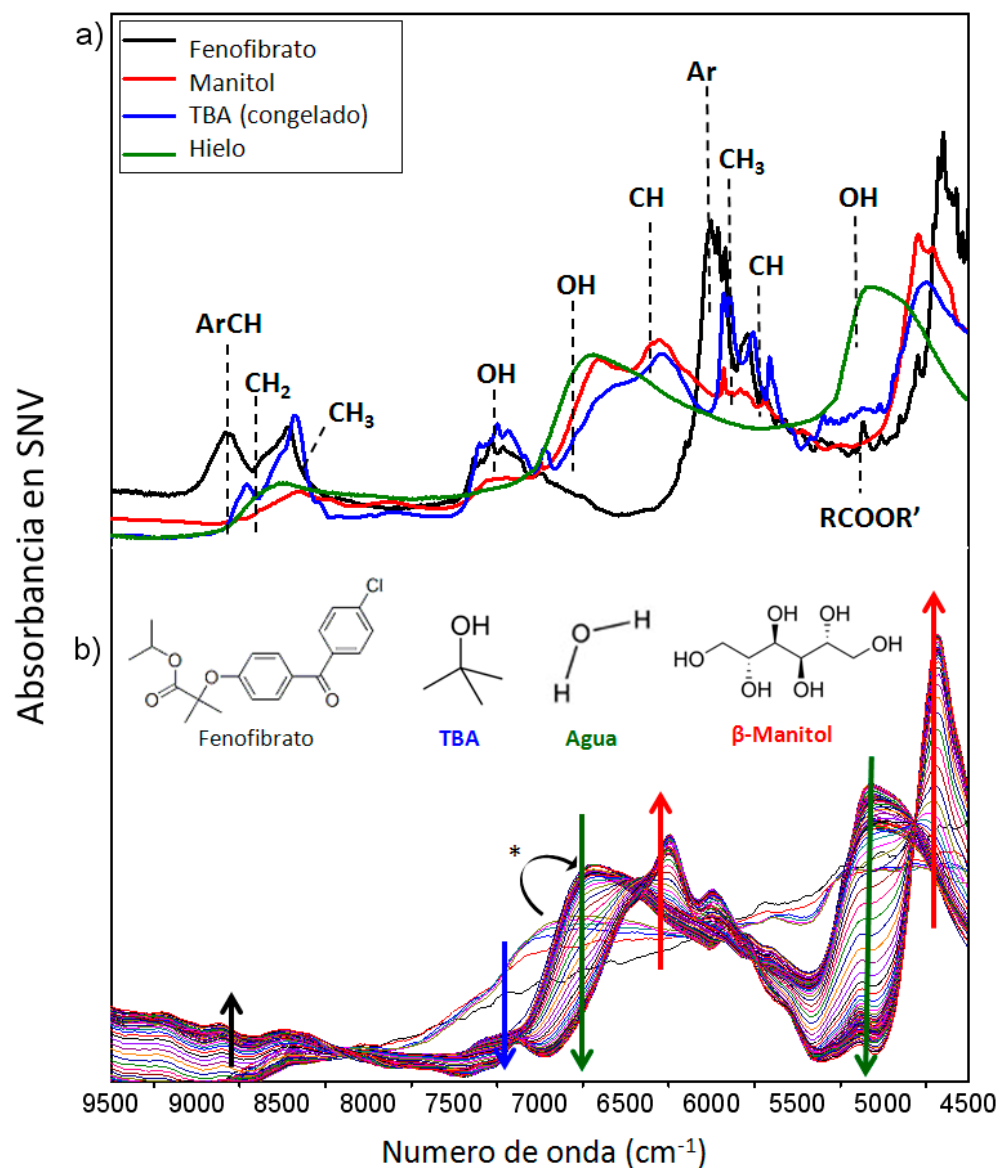 a)
Fenofibrato
Manitol
TBA (congelado)
Hielo
Ar
CH₃
CH
OH
OH
CH
ArCH
CH₂
CH₃
OH
RCOOR’
Absorbancia en SNV
b)
Cl
O
O
O
O
Fenofibrato
OH
TBA
O
H
H
Agua
OH
OH
HO
OH
OH
OH
β-Manitol
*
9500 9000 8500 8000 7500 7000 6500 6000 5500 5000 4500
Numero de onda (cm⁻¹)